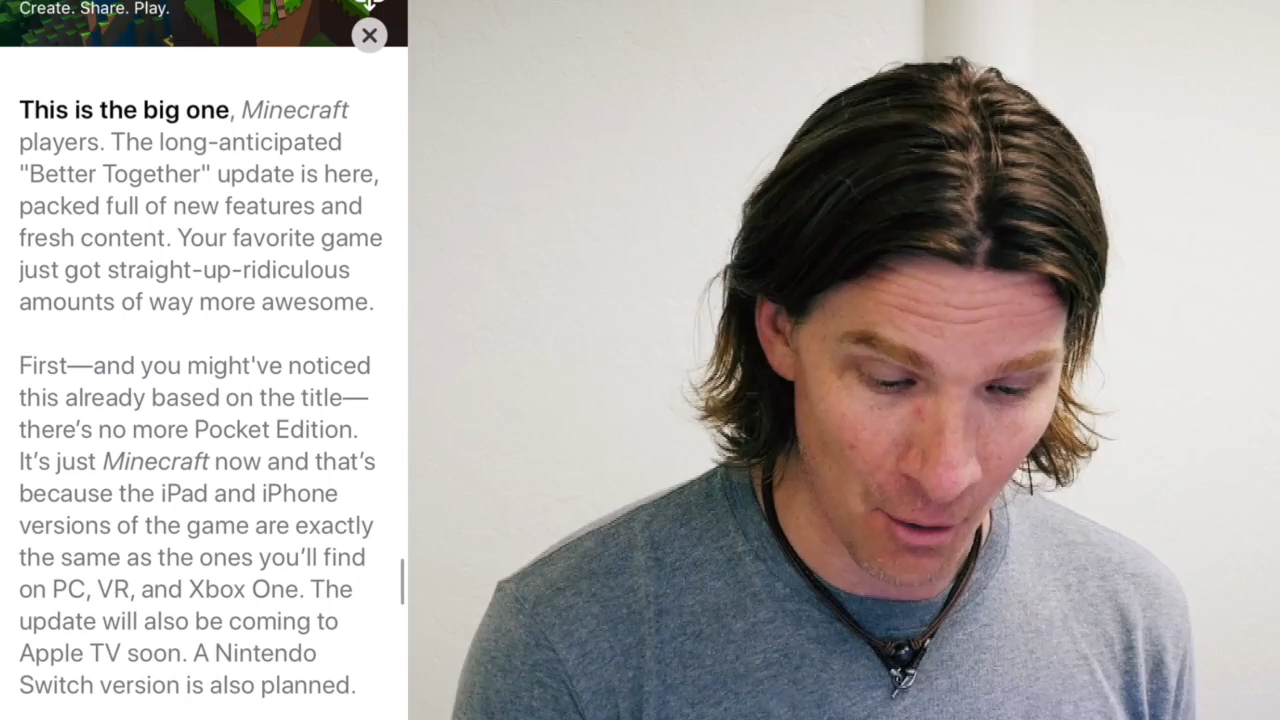 Create. Share. Play.
This is the big one, Minecraft
players. The long-anticipated
"Better Together" update is here,
packed full of new features and
fresh content. Your favorite game
just got straight-up-ridiculous
amounts of way more awesome.
First—and you might've noticed
this already based on the title—
there’s no more Pocket Edition.
It’s just Minecraft now and that’s
because the iPad and iPhone
versions of the game are exactly
the same as the ones you’ll find
on PC, VR, and Xbox One. The
update will also be coming to
Apple TV soon. A Nintendo
Switch version is also planned.